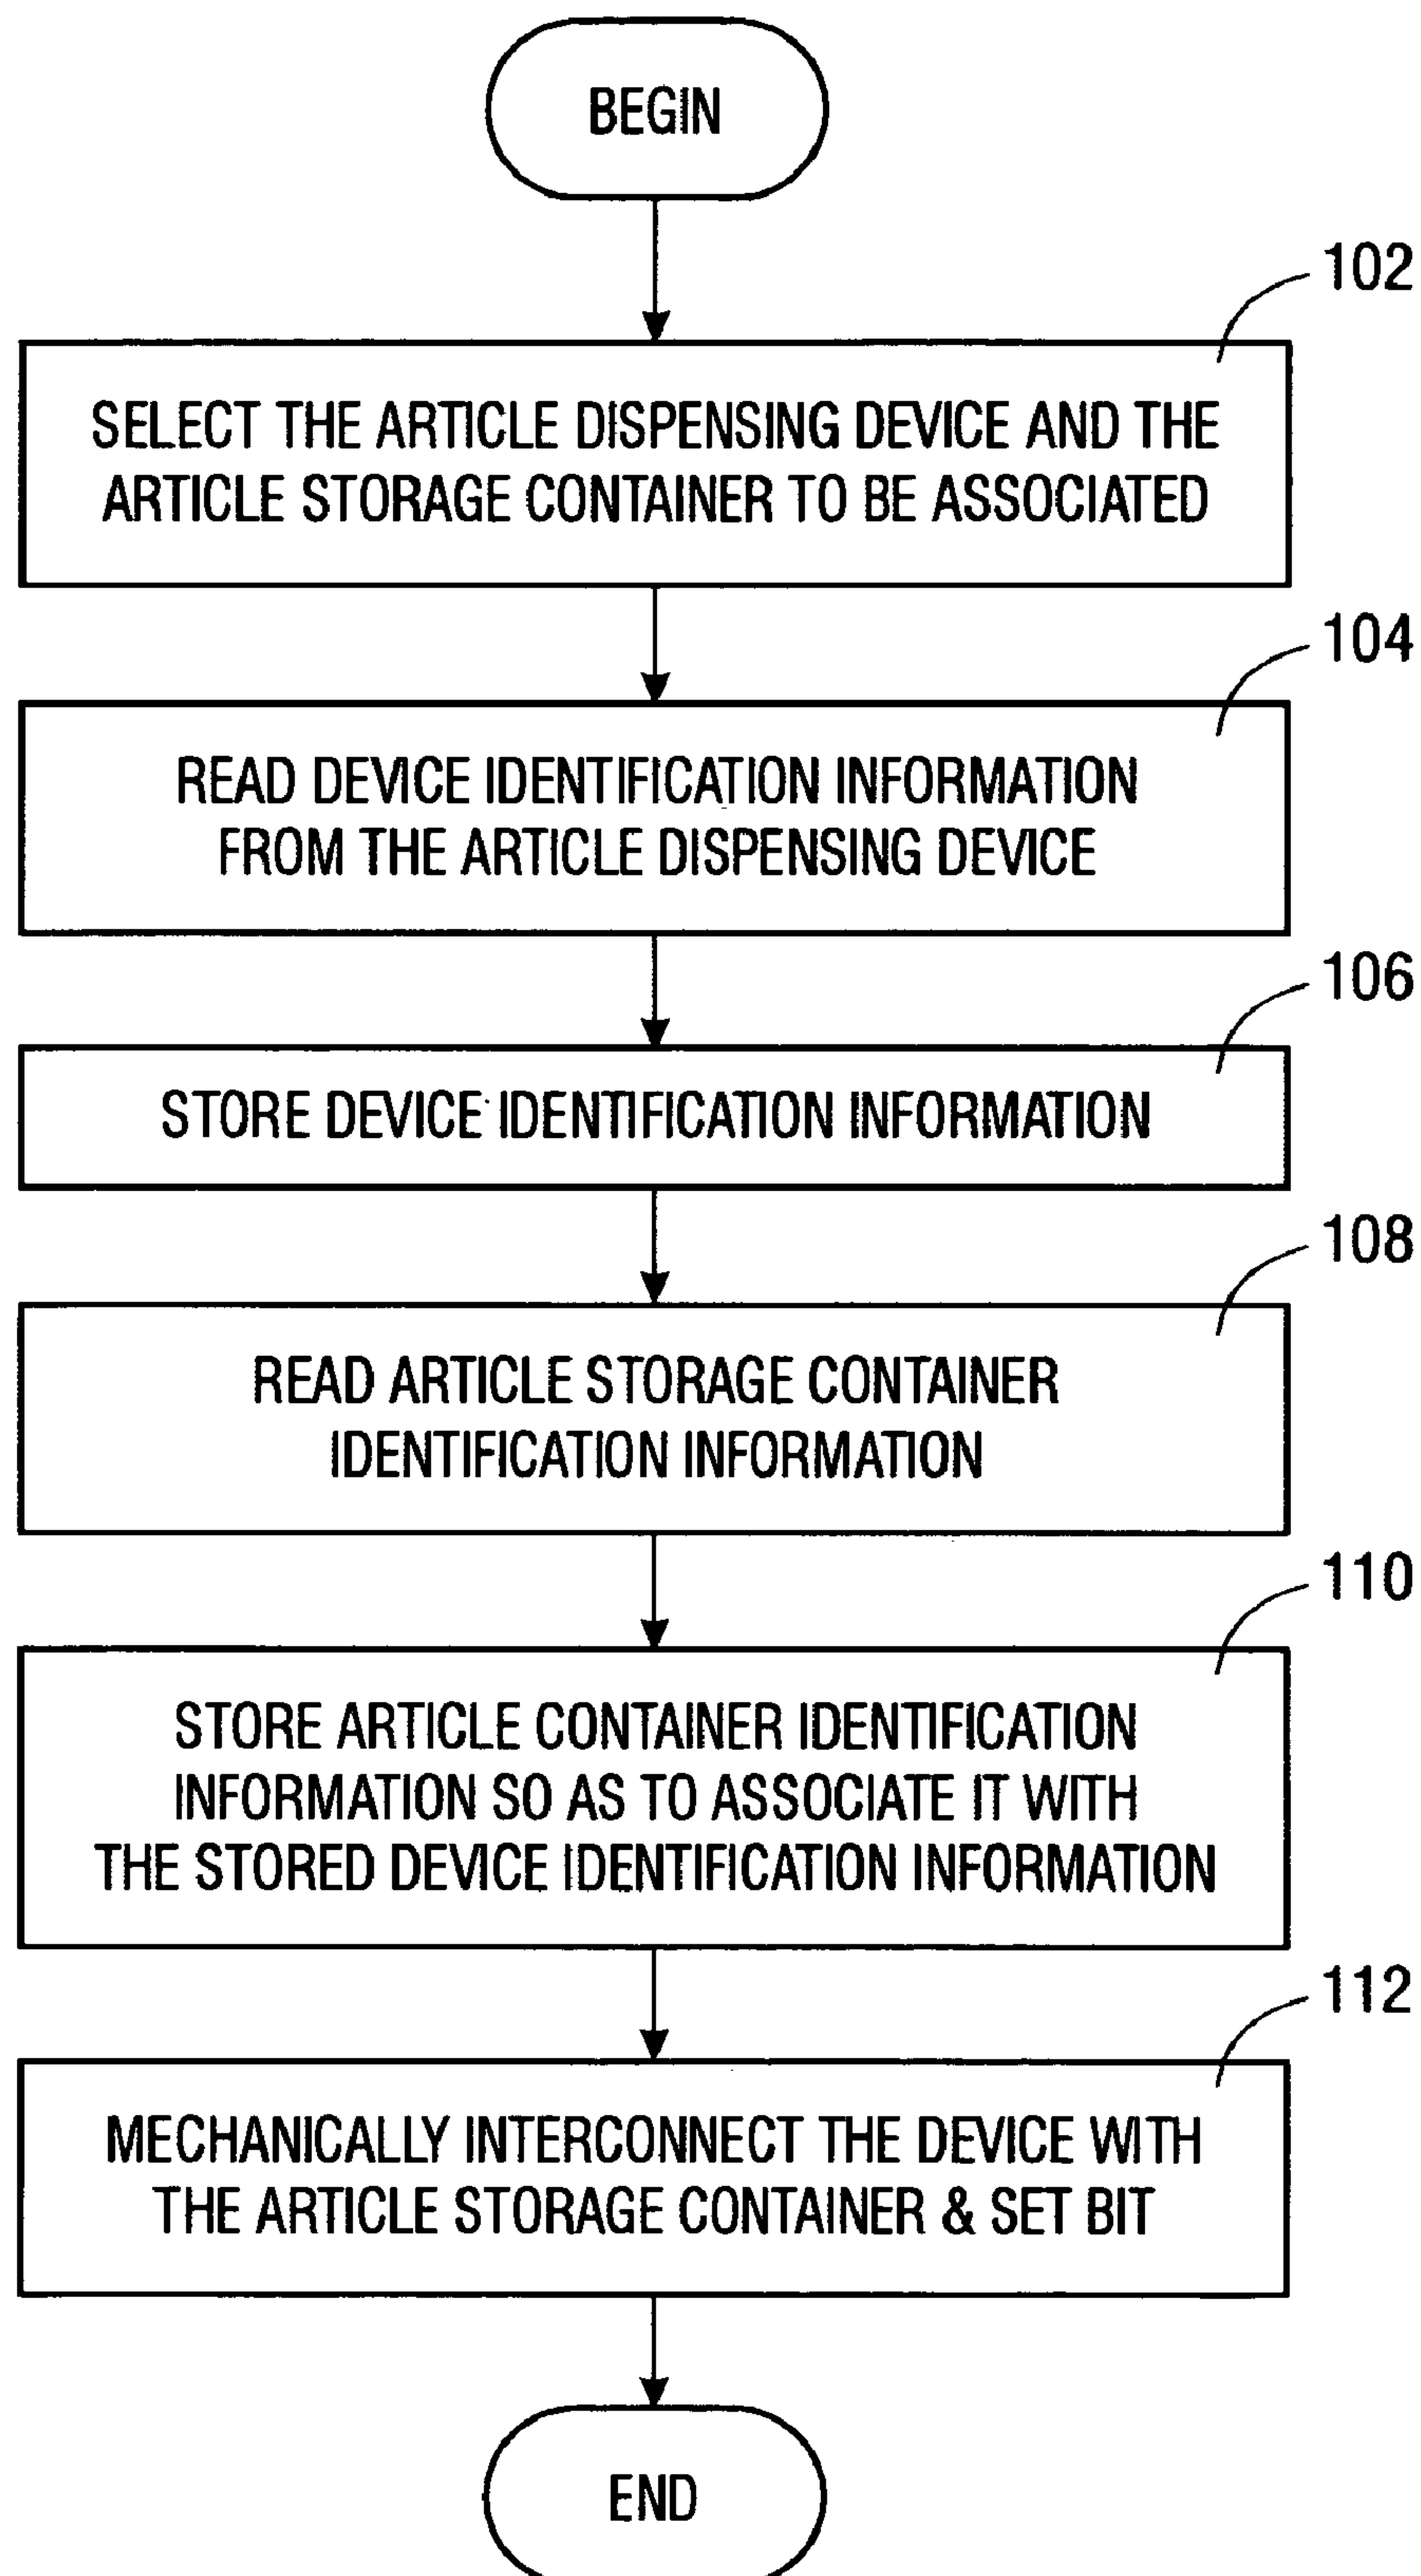 BEGIN
102
SELECT THE ARTICLE DISPENSING DEVICE AND THE
ARTICLE STORAGE CONTAINER TO BE ASSOCIATED
104
READ DEVICE IDENTIFICATION INFORMATION
FROM THE ARTICLE DISPENSING DEVICE
106
STORE DEVICE IDENTIFICATION INFORMATION
108
READ ARTICLE STORAGE CONTAINER
IDENTIFICATION INFORMATION
110
STORE ARTICLE CONTAINER IDENTIFICATION
INFORMATION SO AS TO ASSOCIATE IT WITH
THE STORED DEVICE IDENTIFICATION INFORMATION
112
MECHANICALLY INTERCONNECT THE DEVICE WITH
THE ARTICLE STORAGE CONTAINER & SET BIT
END